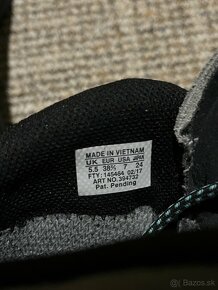 MADE IN VIETNAM
UK EUR USA JAPAN
5.5 38⅔ 7 24
FTY: 145464 02/17
ART NO. 394732
Pat. Pending
Bazos.sk